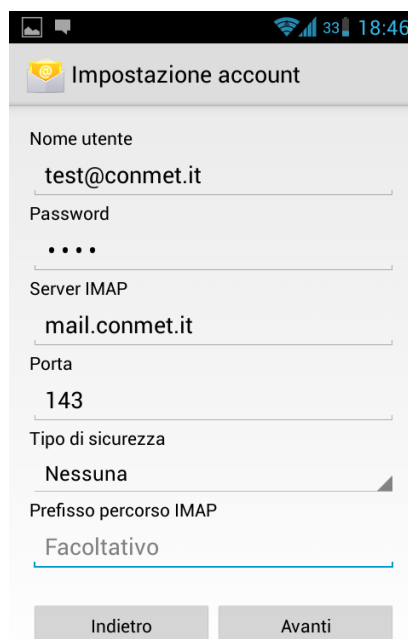 33 18:46
Impostazione account
Nome utente
test@conmet.it
Password
••••
Server IMAP
mail.conmet.it
Porta
143
Tipo di sicurezza
Nessuna
Prefisso percorso IMAP
Facoltativo
Indietro Avanti